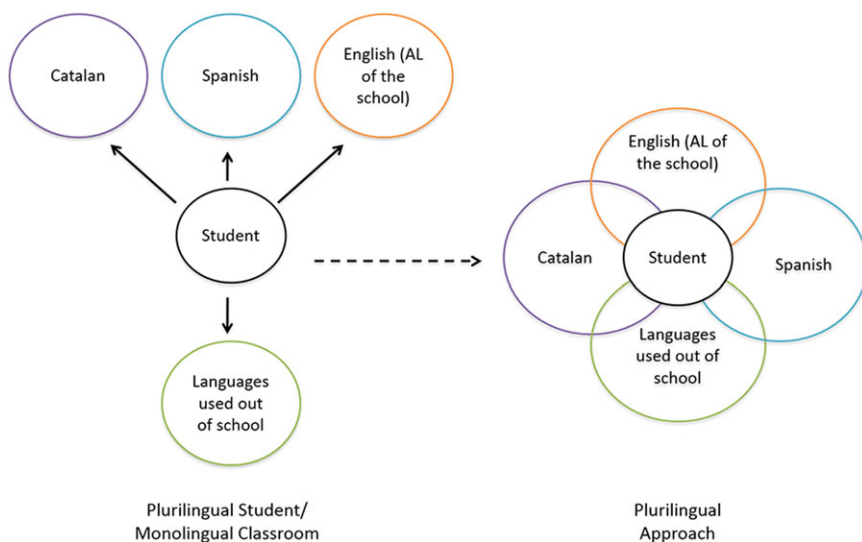 Catalan
Spanish
English (AL
of the
school)
Student
Languages
used out
of school
Plurilingual Student/
Monolingual Classroom
English (AL of
the school)
Catalan
Student
Spanish
Languages
used out of
school
Plurilingual
Approach